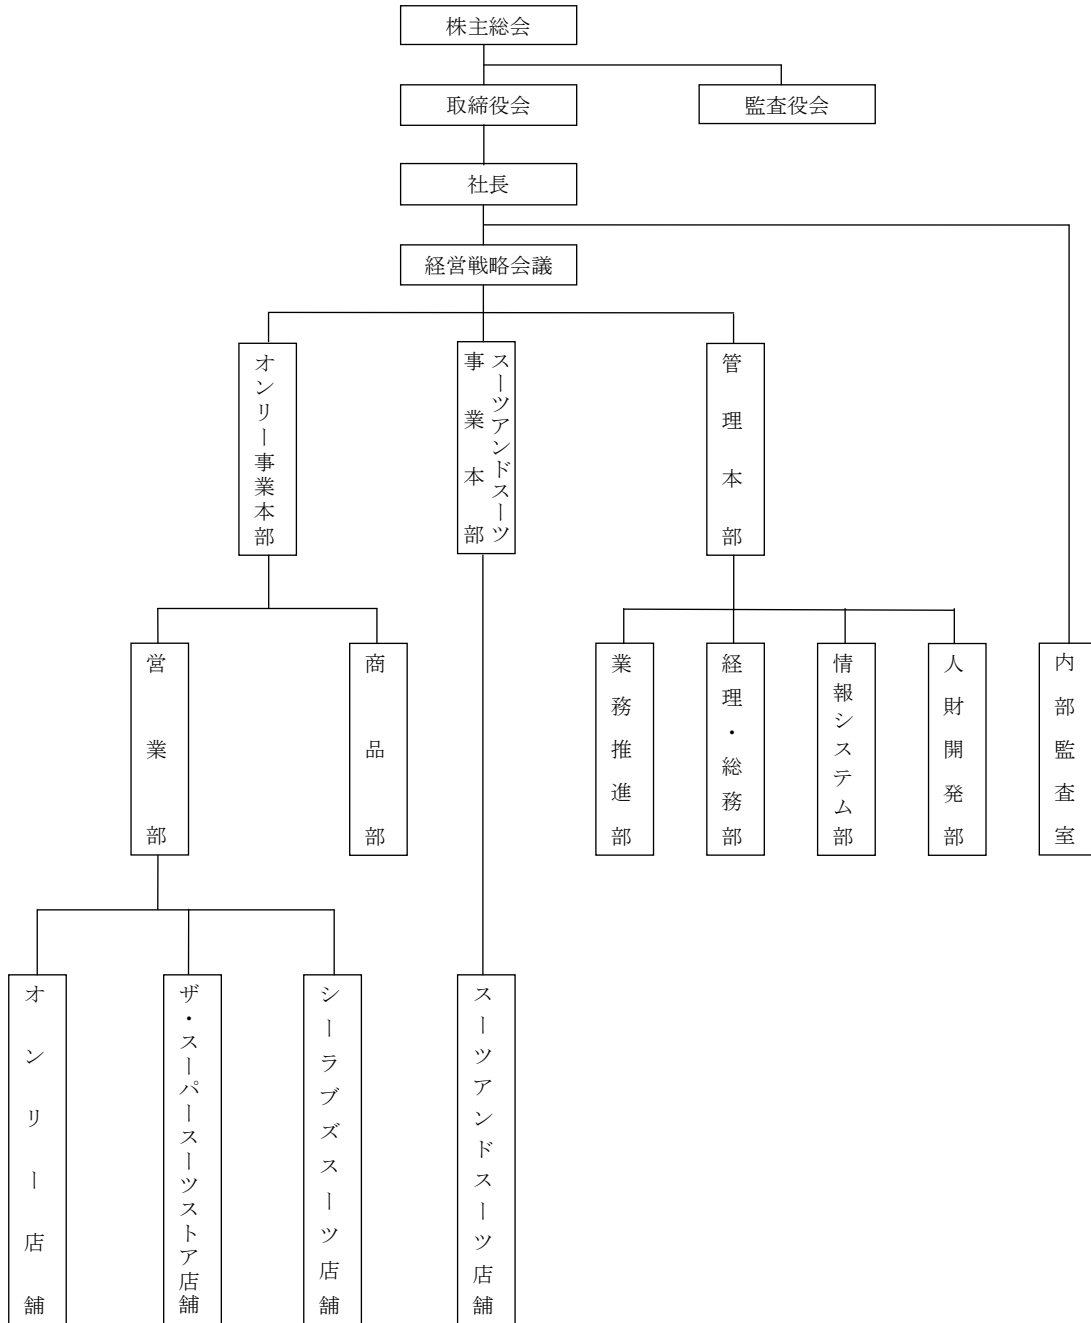 株主総会
取締役会
監査役会
社長
経営戦略会議
オンリー事業本部
スーツアンドスーツ
事業本部
管理本部
営業部
商品部
業務推進部
経理・総務部
情報システム部
人財開発部
内部監査室
オンリー店舗
ザ・スーパースーツストア店舗
シーラブズスーツ店舗
スーツアンドスーツ店舗